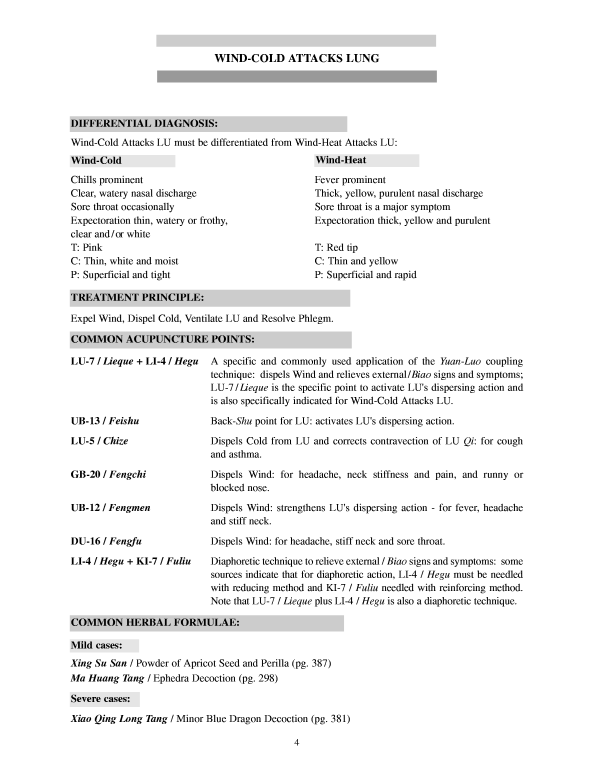 WIND-COLD ATTACKS LUNG
DIFFERENTIAL DIAGNOSIS:
Wind-Cold Attacks LU must be differentiated from Wind-Heat Attacks LU:
Wind-Cold
Chills prominent
Clear, watery nasal discharge
Sore throat occasionally
Expectoration thin, watery or frothy,
clear and/or white
T: Pink
C: Thin, white and moist
P: Superficial and tight
Wind-Heat
Fever prominent
Thick, yellow, purulent nasal discharge
Sore throat is a major symptom
Expectoration thick, yellow and purulent
T: Red tip
C: Thin and yellow
P: Superficial and rapid
TREATMENT PRINCIPLE:
Expel Wind, Dispel Cold, Ventilate LU and Resolve Phlegm.
COMMON ACUPUNCTURE POINTS:
LU-7 / Lieque + LI-4 / Hegu A specific and commonly used application of the Yuan-Luo coupling
technique: dispels Wind and relieves external/Biao signs and symptoms;
LU-7/Lieque is the specific point to activate LU's dispersing action and
is also specifically indicated for Wind-Cold Attacks LU.
UB-13 / Feishu Back-Shu point for LU: activates LU's dispersing action.
LU-5 / Chize Dispels Cold from LU and corrects contravection of LU Qi: for cough
and asthma.
GB-20 / Fengchi Dispels Wind: for headache, neck stiffness and pain, and runny or
blocked nose.
UB-12 / Fengmen Dispels Wind: strengthens LU's dispersing action - for fever, headache
and stiff neck.
DU-16 / Fengfu Dispels Wind: for headache, stiff neck and sore throat.
LI-4 / Hegu + KI-7 / Fuliu Diaphoretic technique to relieve external / Biao signs and symptoms: some
sources indicate that for diaphoretic action, LI-4 / Hegu must be needled
with reducing method and KI-7 / Fuliu needled with reinforcing method.
Note that LU-7 / Lieque plus LI-4 / Hegu is also a diaphoretic technique.
COMMON HERBAL FORMULAE:
Mild cases:
Xing Su San / Powder of Apricot Seed and Perilla (pg. 387)
Ma Huang Tang / Ephedra Decoction (pg. 298)
Severe cases:
Xiao Qing Long Tang / Minor Blue Dragon Decoction (pg. 381)
4